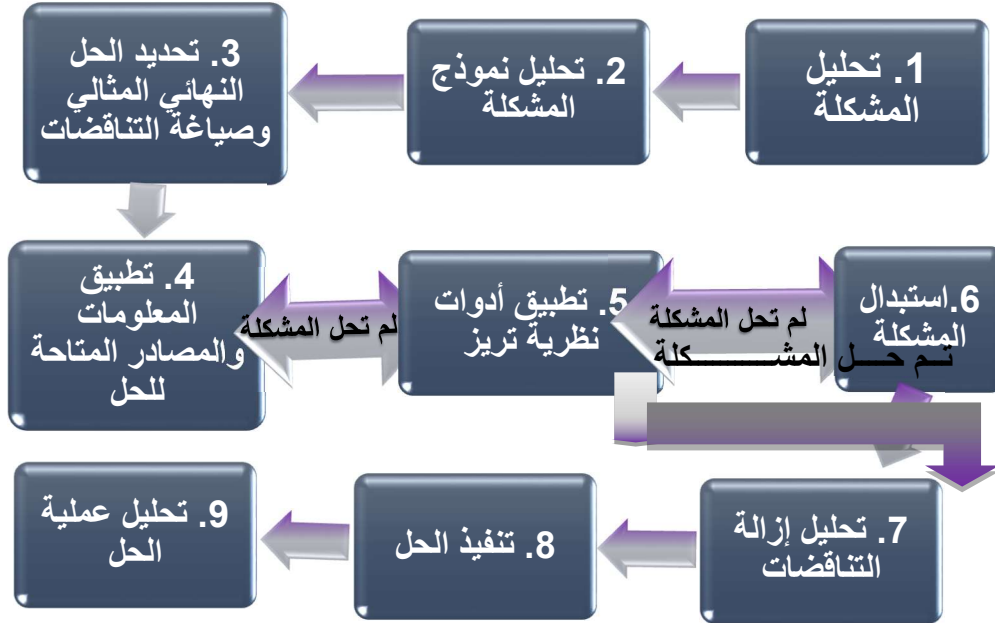 1. تحليل
المشكلة
2. تحليل نموذج
المشكلة
3. تحديد الحل
النهائي المثالي
وصياغة التناقضات
4. تطبيق
المعلومات
والمصادر المتاحة
للحل
لم تحل المشكلة
5. تطبيق أدوات
نظرية تريز
لم تحل المشكلة
تـم حــــل المشـــــــــكلة
6.استبدال
المشكلة
7. تحليل إزالة
التناقضات
8. تنفيذ الحل
9. تحليل عملية
الحل